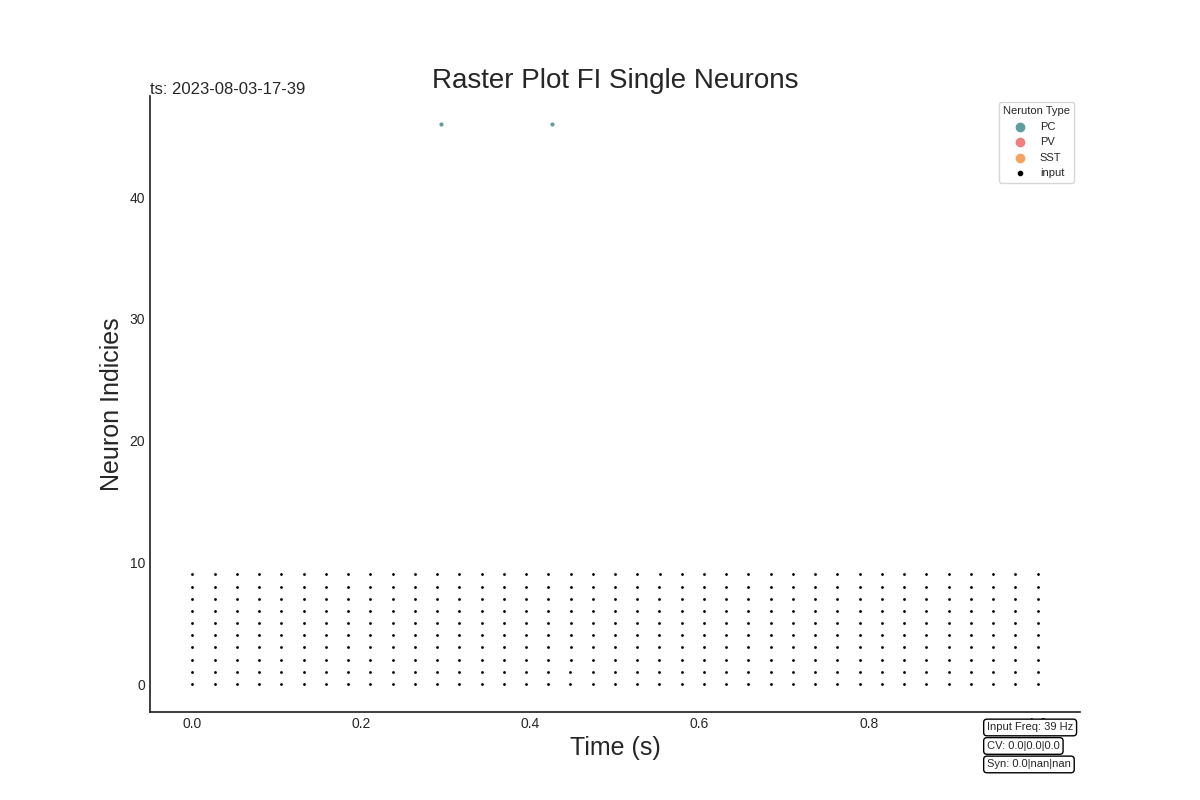 Raster Plot FI Single Neurons
ts: 2023-08-03-17-39
Neruton Type
PC
PV
SST
input
40
30
20
10
0
Neuron Indicies
0.0 0.2 0.4 0.6 0.8
Time (s)
Input Freq: 39 Hz
CV: 0.0|0.0|0.0
Syn: 0.0|nan|nan